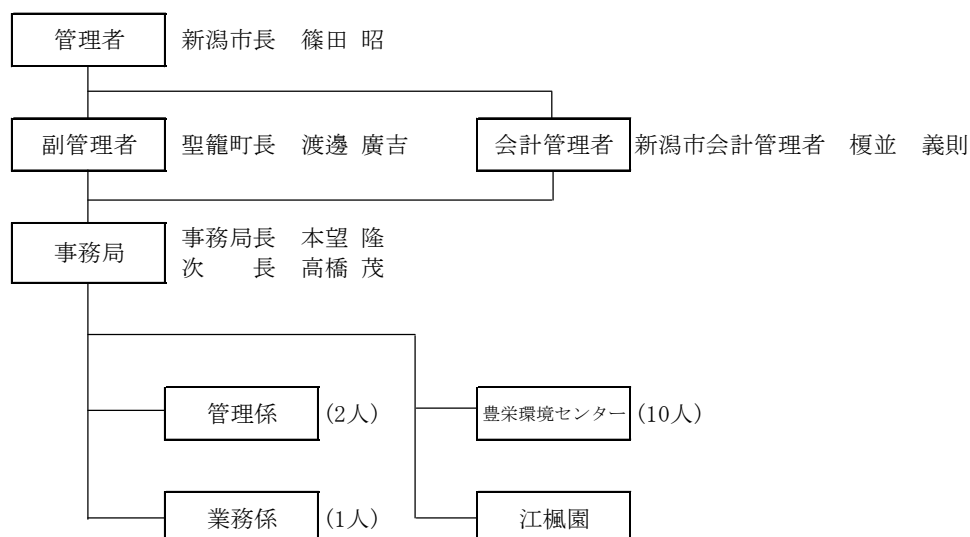 管理者 新潟市長 篠田 昭
副管理者 聖籠町長 渡邊 廣吉 会計管理者 新潟市会計管理者 榎並 義則
事務局 事務局長 本望 隆
次 長 高橋 茂
管理係 (2人) 豊栄環境センター (10人)
業務係 (1人) 江楓園